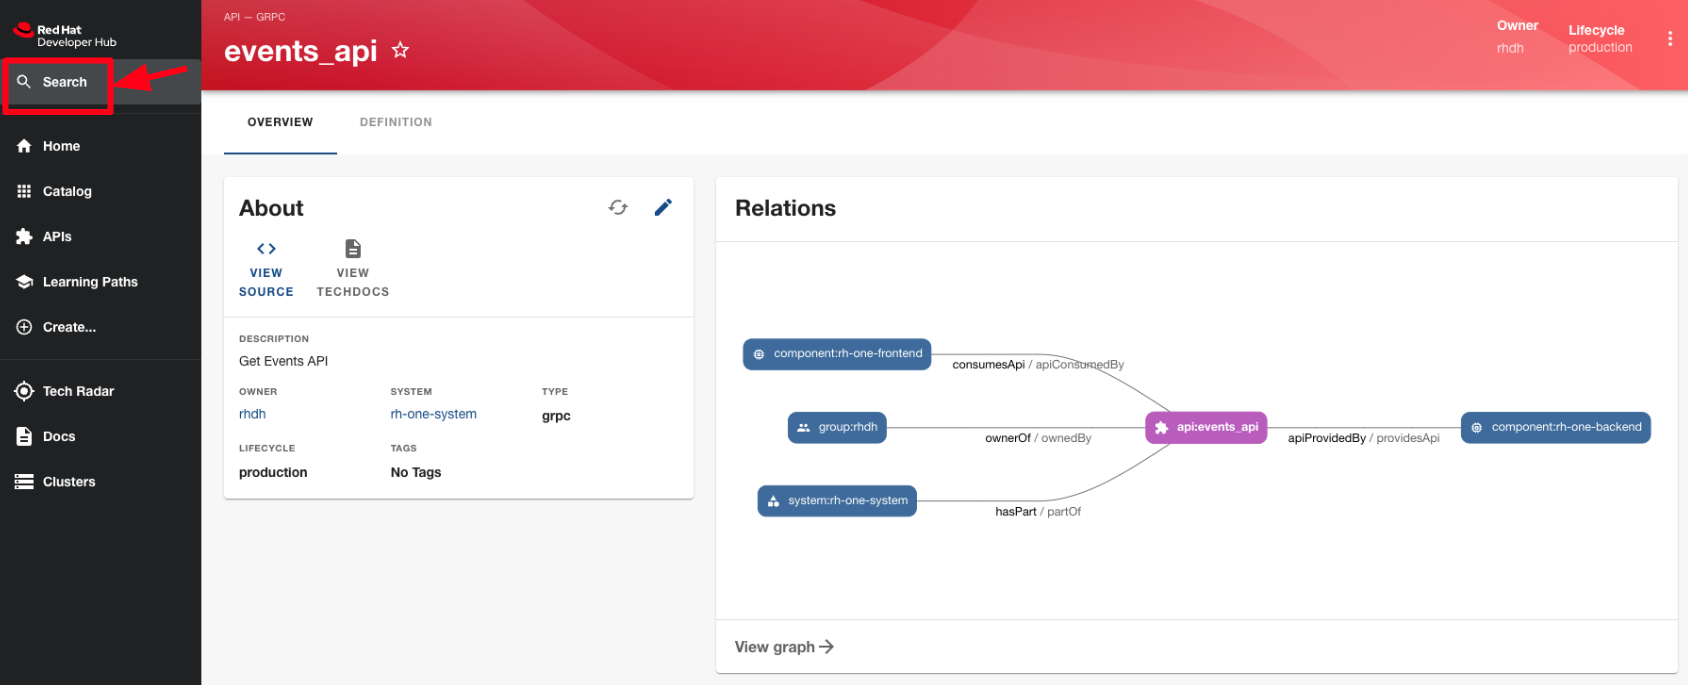 Red Hat
Developer Hub
Search
Home
Catalog
APIs
Learning Paths
Create...
Tech Radar
Docs
Clusters
API — GRPC
events_api
Owner
rhdh
Lifecycle
production
OVERVIEW
DEFINITION
About
VIEW
SOURCE
VIEW
TECHDOCS
DESCRIPTION
Get Events API
OWNER
rhdh
SYSTEM
rh-one-system
TYPE
grpc
LIFECYCLE
production
TAGS
No Tags
Relations
component:rh-one-frontend
consumesApi / apiConsumedBy
group:rhdh
ownerOf / ownedBy
api:events_api
apiProvidedBy / providesApi
component:rh-one-backend
system:rh-one-system
hasPart / partOf
View graph